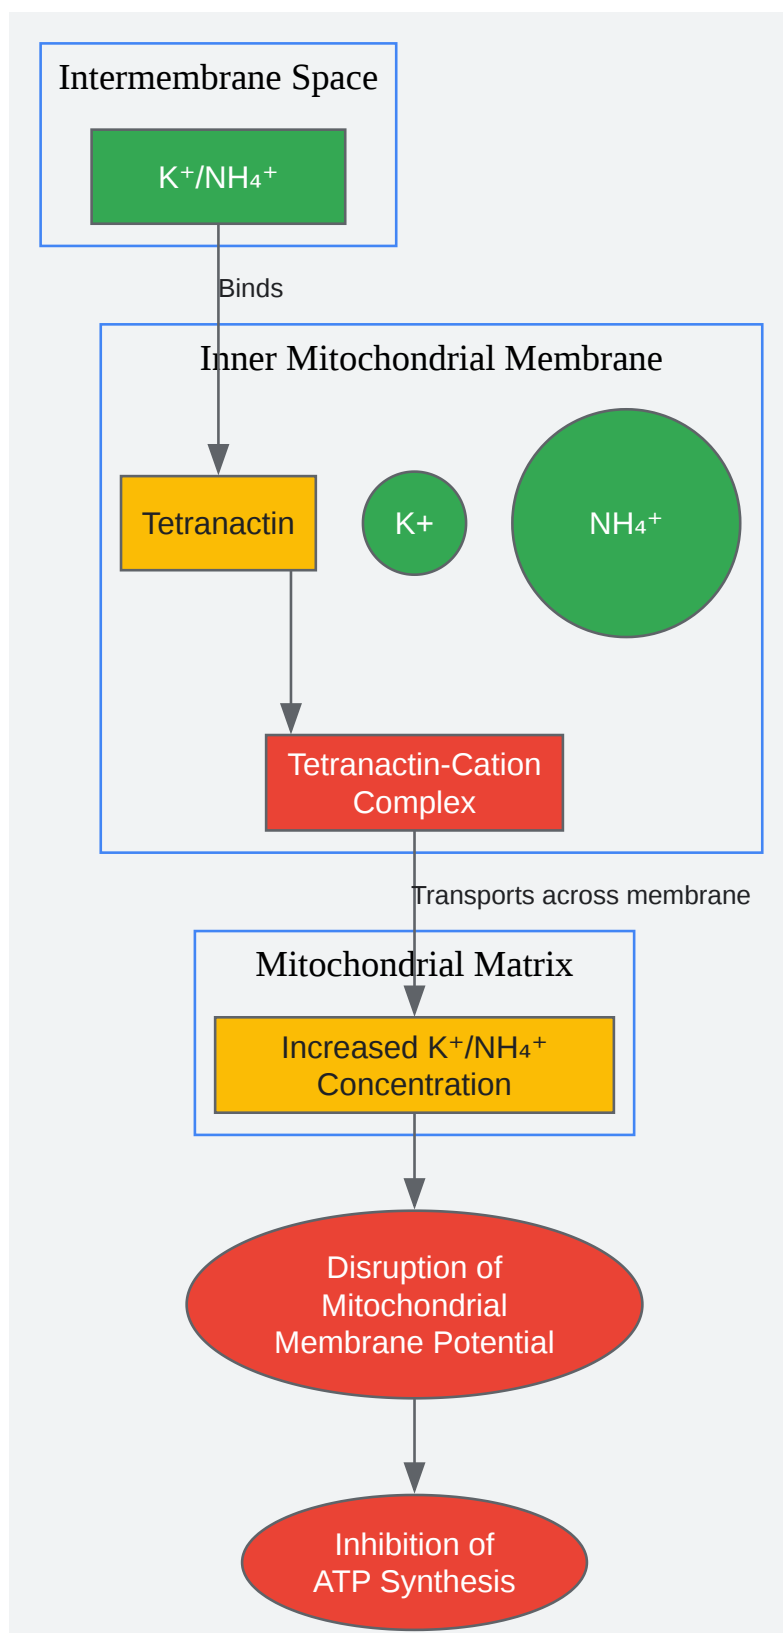 Intermembrane Space
K⁺/NH₄⁺
Binds
Inner Mitochondrial Membrane
Tetranactin
K+
NH₄⁺
Tetranactin-Cation
Complex
Transports across membrane
Mitochondrial Matrix
Increased K⁺/NH₄⁺
Concentration
Disruption of
Mitochondrial
Membrane Potential
Inhibition of
ATP Synthesis